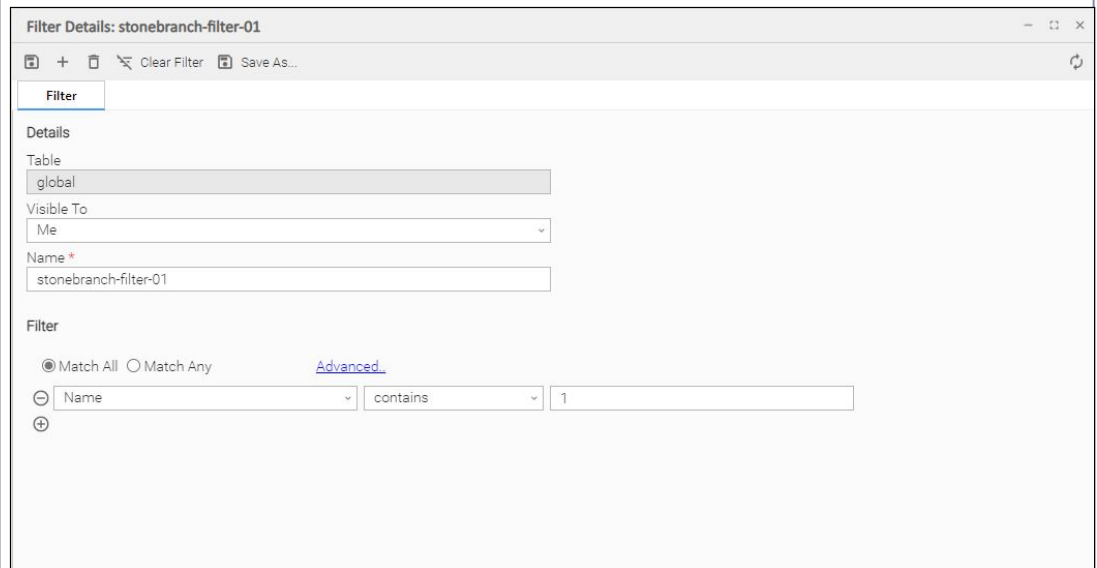 Filter Details: stonebranch-filter-01
Clear Filter Save As...
Filter
Details
Table
global
Visible To
Me
Name *
stonebranch-filter-01
Filter
Match All Match Any Advanced..
Name contains 1